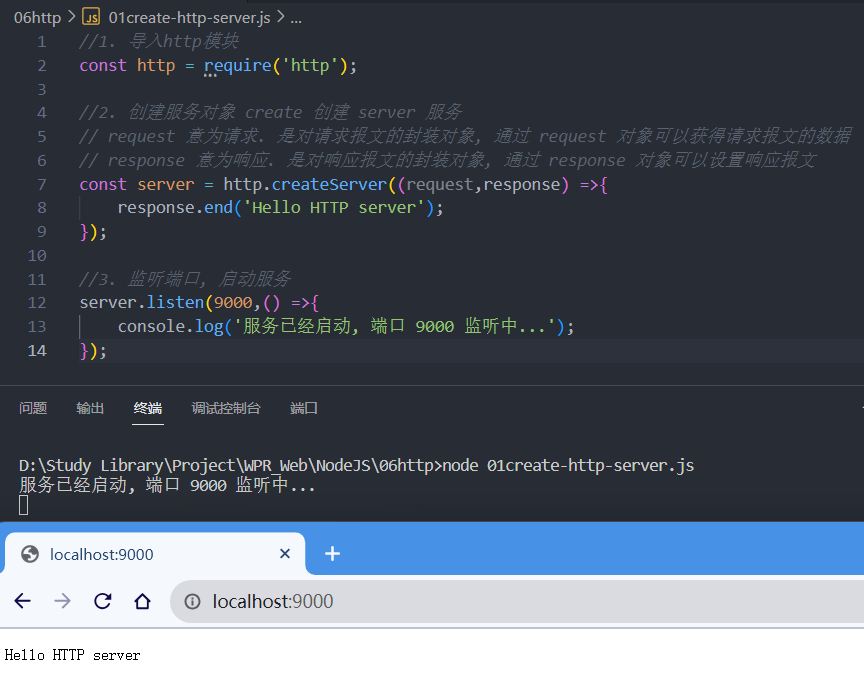 06http > JS 01create-http-server.js > ...
1 //1. 导入http模块
2 const http = require('http');
3
4 //2. 创建服务对象 create 创建 server 服务
5 // request 意为请求. 是对请求报文的封装对象, 通过 request 对象可以获得请求报文的数据
6 // response 意为响应. 是对响应报文的封装对象, 通过 response 对象可以设置响应报文
7 const server = http.createServer((request,response) =>{
8 response.end('Hello HTTP server');
9 });
10
11 //3. 监听端口, 启动服务
12 server.listen(9000,() =>{
13 console.log('服务已经启动, 端口 9000 监听中...');
14 });
问题 输出 终端 调试控制台 端口
D:\Study Library\Project\WPR_Web\NodeJS\06http>node 01create-http-server.js
服务已经启动, 端口 9000 监听中...
localhost:9000
localhost:9000
Hello HTTP server